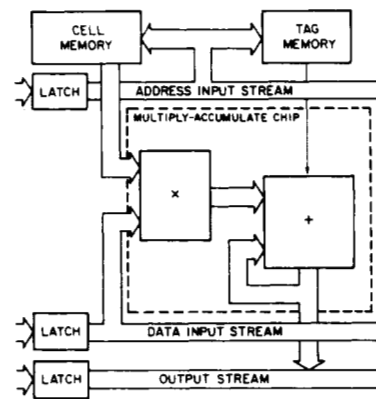 CELL
MEMORY
TAG
MEMORY
LATCH
ADDRESS INPUT STREAM
MULTIPLY-ACCUMULATE CHIP
×
+
LATCH
DATA INPUT STREAM
LATCH
OUTPUT STREAM